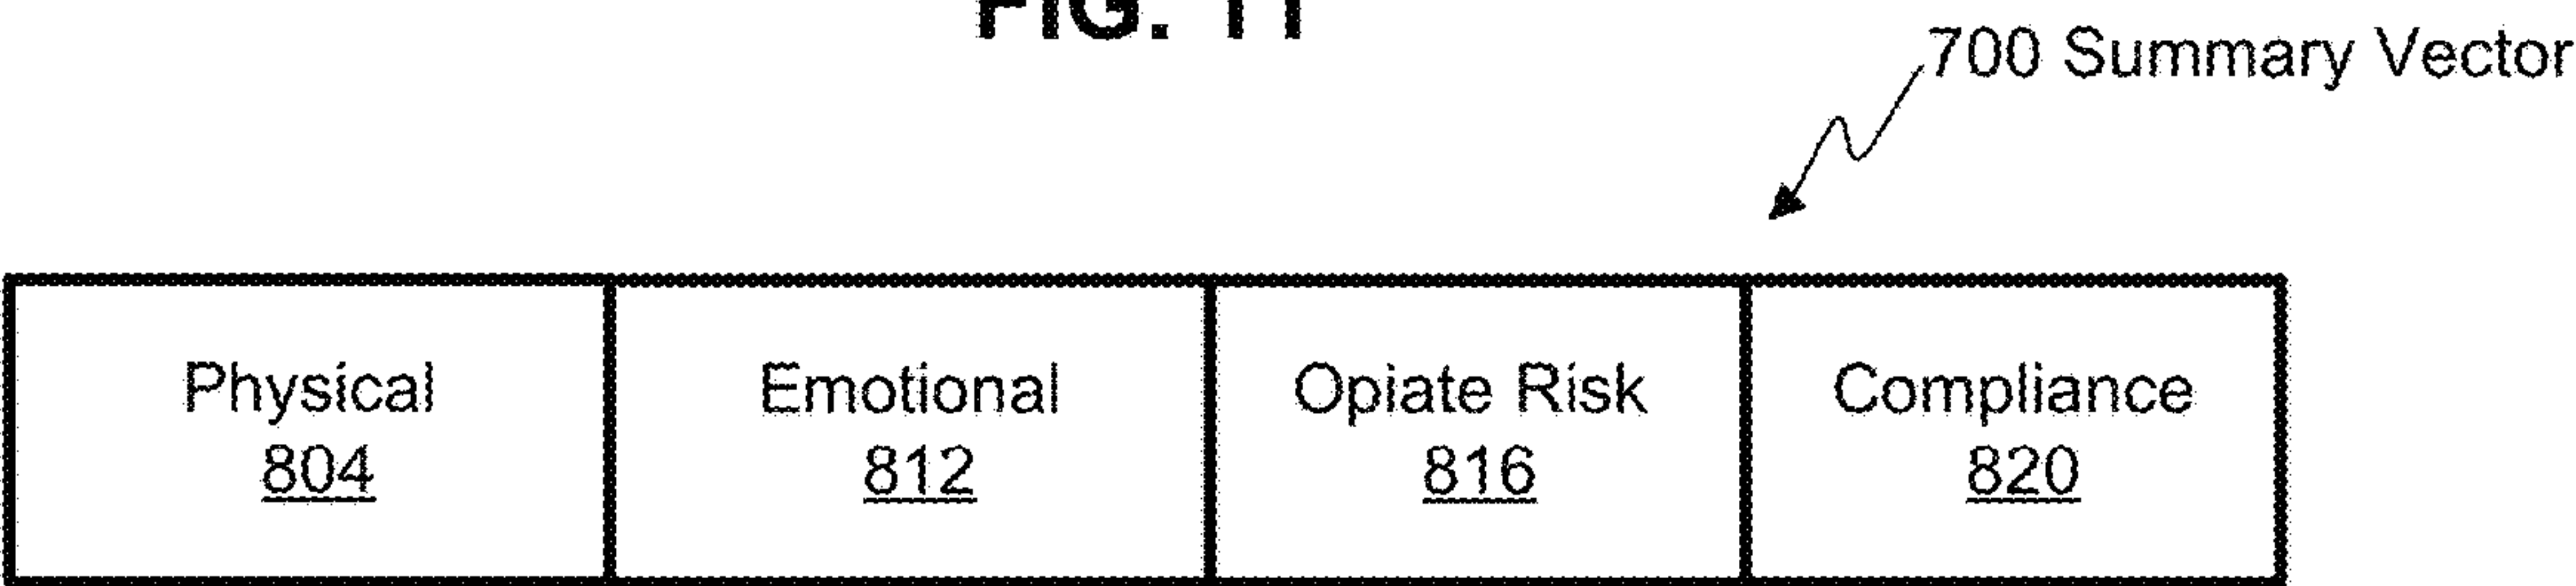 FIG. 11
700 Summary Vector
Physical
804
Emotional
812
Opiate Risk
816
Compliance
820